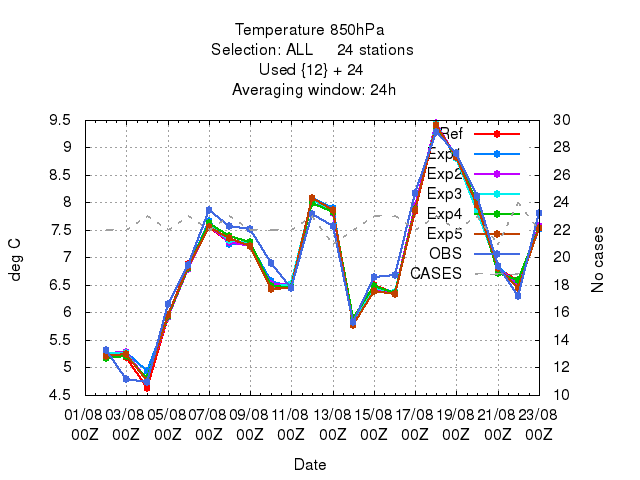 Temperature 850hPa
Selection: ALL 24 stations
Used {12} + 24
Averaging window: 24h
9.5 30
9 28
8.5 26
8 24
7.5 22
7 20
6.5 18
6 16
5.5 14
5 12
4.5 10
Ref
Exp1
Exp2
Exp3
Exp4
Exp5
OBS
CASES
deg C
No cases
01/08 03/08 05/08 07/08 09/08 11/08 13/08 15/08 17/08 19/08 21/08 23/08
00Z 00Z 00Z 00Z 00Z 00Z 00Z 00Z 00Z 00Z 00Z 00Z
Date